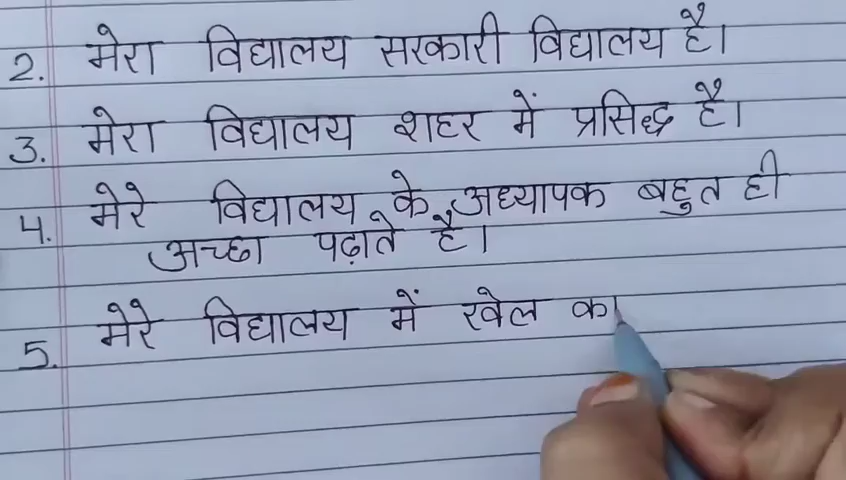 2. मेरा विद्यालय सरकारी विद्यालय है।
3. मेरा विद्यालय शहर में प्रसिद्ध है।
4. मेरे विद्यालय के अध्यापक बहुत ही
अच्छा पढ़ाते हैं।
5. मेरे विद्यालय में खेल का